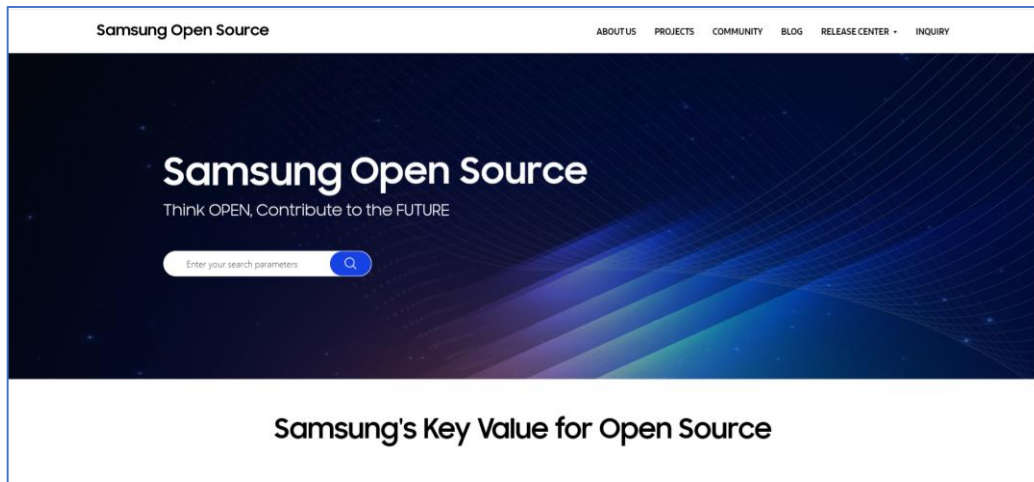 Samsung Open Source
ABOUT US PROJECTS COMMUNITY BLOG RELEASE CENTER INQUIRY
Samsung Open Source
Think OPEN, Contribute to the FUTURE
Enter your search parameters
Samsung's Key Value for Open Source